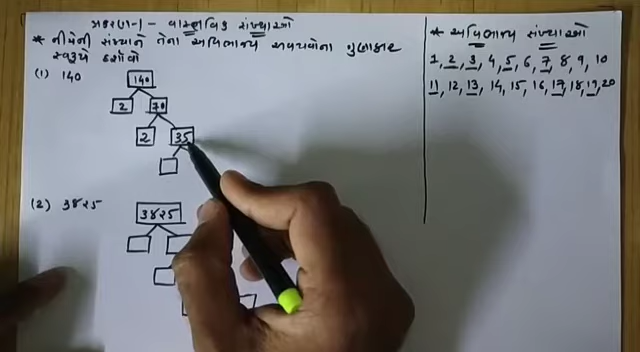 પ્રકરણ-1 - વાસ્તવિક સંખ્યાઓ
* નીચેની સંખ્યાને તેના અવિભાજ્ય અવયવોના ગુણાકાર
સ્વરૂપે દર્શાવો
(1) 140
140
2 70
2 35
(2) 3825
3825
* અવિભાજ્ય સંખ્યાઓ
1, 2, 3, 4, 5, 6, 7, 8, 9, 10
11, 12, 13, 14, 15, 16, 17, 18, 19, 20